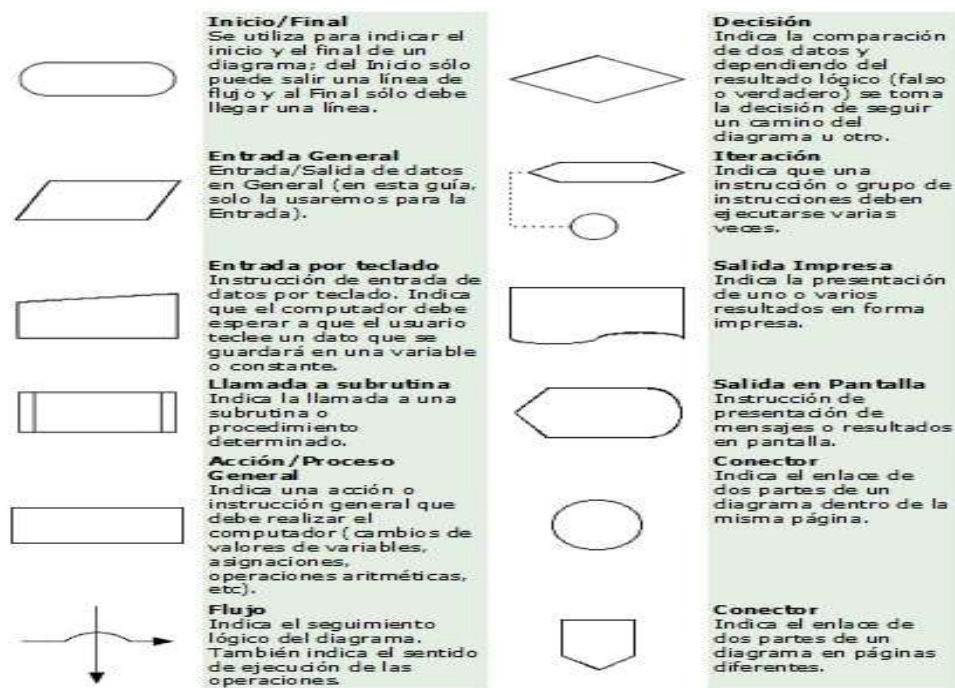 Inicio/Final
Se utiliza para indicar el
inicio y el final de un
diagrama; del Inicio sólo
puede salir una línea de
flujo y al Final sólo debe
llegar una línea.
Entrada General
Entrada/Salida de datos
en General (en esta guía,
solo la usaremos para la
Entrada).
Entrada por teclado
Instrucción de entrada de
datos por teclado. Indica
que el computador debe
esperar a que el usuario
teclee un dato que se
guardará en una variable
o constante.
Llamada a subrutina
Indica la llamada a una
subrutina o
procedimiento
determinado.
Acción/Proceso
General
Indica una acción o
instrucción general que
debe realizar el
computador (cambios de
valores de variables,
asignaciones,
operaciones aritméticas,
etc).
Flujo
Indica el seguimiento
lógico del diagrama.
También indica el sentido
de ejecución de las
operaciones.
Decisión
Indica la comparación
de dos datos y
dependiendo del
resultado lógico (falso
o verdadero) se toma
la decisión de seguir
un camino del
diagrama u otro.
Iteración
Indica que una
instrucción o grupo de
instrucciones deben
ejecutarse varias
veces.
Salida Impresa
Indica la presentación
de uno o varios
resultados en forma
impresa.
Salida en Pantalla
Instrucción de
presentación de
mensajes o resultados
en pantalla.
Conector
Indica el enlace de
dos partes de un
diagrama dentro de la
misma página.
Conector
Indica el enlace de
dos partes de un
diagrama en páginas
diferentes.